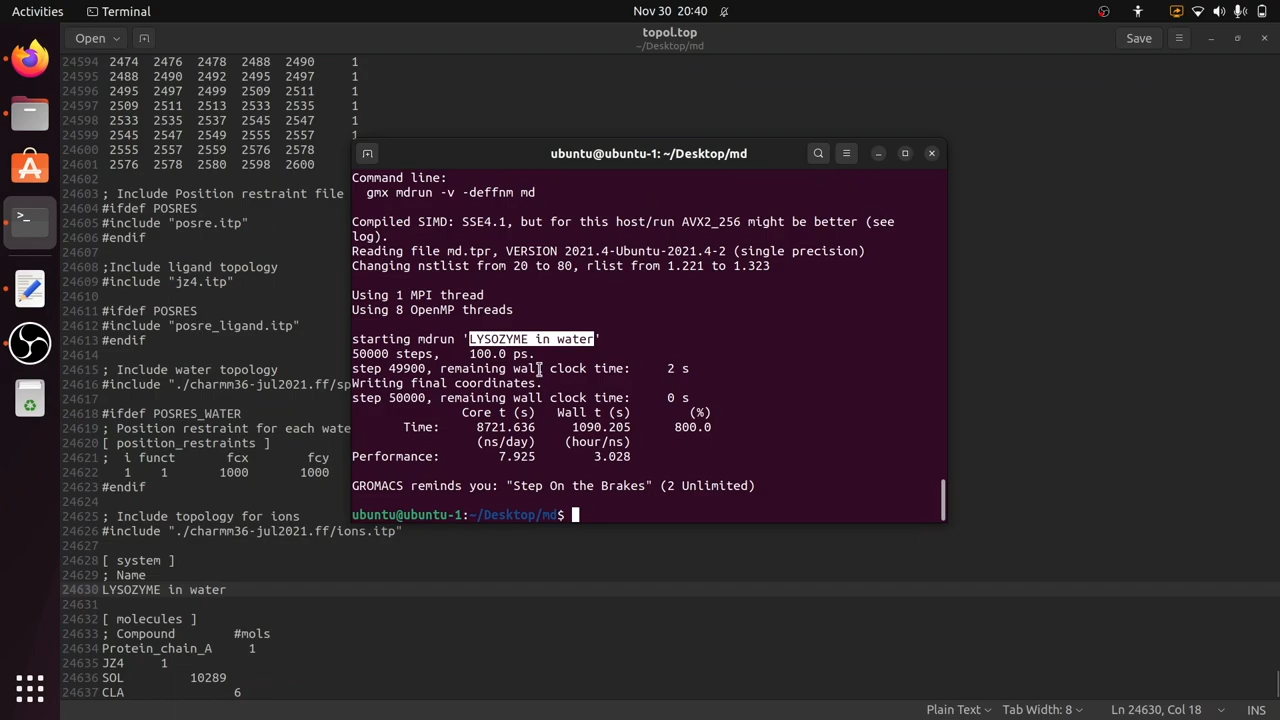 Activities
Terminal
Nov 30 20:40
Open
topol.top
~/Desktop/md
Save
24594 2474 2476 2478 2488 2490 1
24595 2488 2490 2492 2495 2497 1
24596 2495 2497 2499 2509 2511 1
24597 2509 2511 2513 2533 2535 1
24598 2533 2535 2537 2545 2547 1
24599 2545 2547 2549 2555 2557 1
24600 2555 2557 2559 2576 2578 1
24601 2576 2578 2580 2598 2600 1
24602
24603 ; Include Position restraint file
24604 #ifdef POSRES
24605 #include "posre.itp"
24606 #endif
24607
24608 ;Include ligand topology
24609 #include "jz4.itp"
24610
24611 #ifdef POSRES
24612 #include "posre_ligand.itp"
24613 #endif
24614
24615 ; Include water topology
24616 #include "./charmm36-jul2021.ff/sp
24617
24618 #ifdef POSRES_WATER
24619 ; Position restraint for each wate
24620 [ position_restraints ]
24621 ; i funct fcx fcy
24622 1 1 1000 1000
24623 #endif
24624
24625 ; Include topology for ions
24626 #include "./charmm36-jul2021.ff/ions.itp"
24627
24628 [ system ]
24629 ; Name
24630 LYSOZYME in water
24631
24632 [ molecules ]
24633 ; Compound #mols
24634 Protein_chain_A 1
24635 JZ4 1
24636 SOL 10289
24637 CLA 6
ubuntu@ubuntu-1: ~/Desktop/md
Command line:
gmx mdrun -v -deffnm md
Compiled SIMD: SSE4.1, but for this host/run AVX2_256 might be better (see
log).
Reading file md.tpr, VERSION 2021.4-Ubuntu-2021.4-2 (single precision)
Changing nstlist from 20 to 80, rlist from 1.221 to 1.323
Using 1 MPI thread
Using 8 OpenMP threads
starting mdrun 'LYSOZYME in water'
50000 steps, 100.0 ps.
step 49900, remaining wall clock time: 2 s
Writing final coordinates.
step 50000, remaining wall clock time: 0 s
Core t (s) Wall t (s) (%)
Time: 8721.636 1090.205 800.0
(ns/day) (hour/ns)
Performance: 7.925 3.028
GROMACS reminds you: "Step On the Brakes" (2 Unlimited)
ubuntu@ubuntu-1:~/Desktop/md$
Plain Text
Tab Width: 8
Ln 24630, Col 18
INS